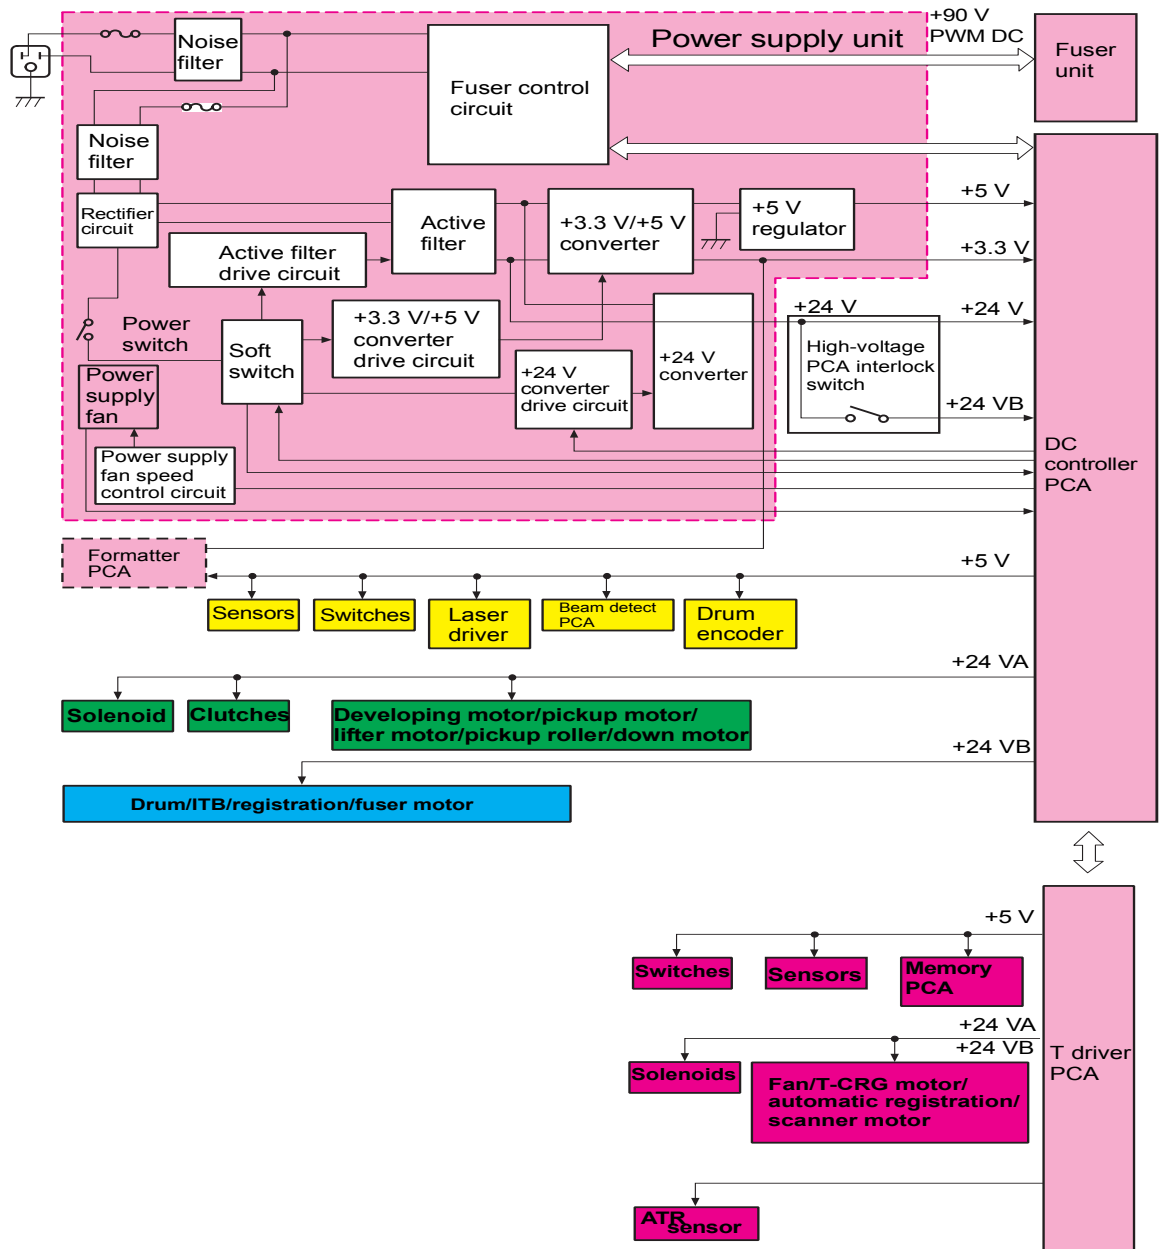 +90 V
PWM DC
Power supply unit
Noise
filter
Fuser control
circuit
Fuser
unit
Noise
filter
Rectifier
circuit
Active
filter
+3.3 V/+5 V
converter
+5 V
regulator
+5 V
Active filter
drive circuit
+3.3 V
Power
switch
Soft
switch
+3.3 V/+5 V
converter
drive circuit
+24 V
converter
+24 V
+24 V
High-voltage
PCA interlock
switch
+24 VB
Power
supply
fan
+24 V
converter
drive circuit
Power supply
fan speed
control circuit
DC
controller
PCA
Formatter
PCA
+5 V
Sensors
Switches
Laser
driver
Beam detect
PCA
Drum
encoder
+24 VA
Solenoid
Clutches
Developing motor/pickup motor/
lifter motor/pickup roller/down motor
+24 VB
Drum/ITB/registration/fuser motor
+5 V
Switches
Sensors
Memory
PCA
+24 VA
+24 VB
Solenoids
Fan/T-CRG motor/
automatic registration/
scanner motor
T driver
PCA
ATR
sensor